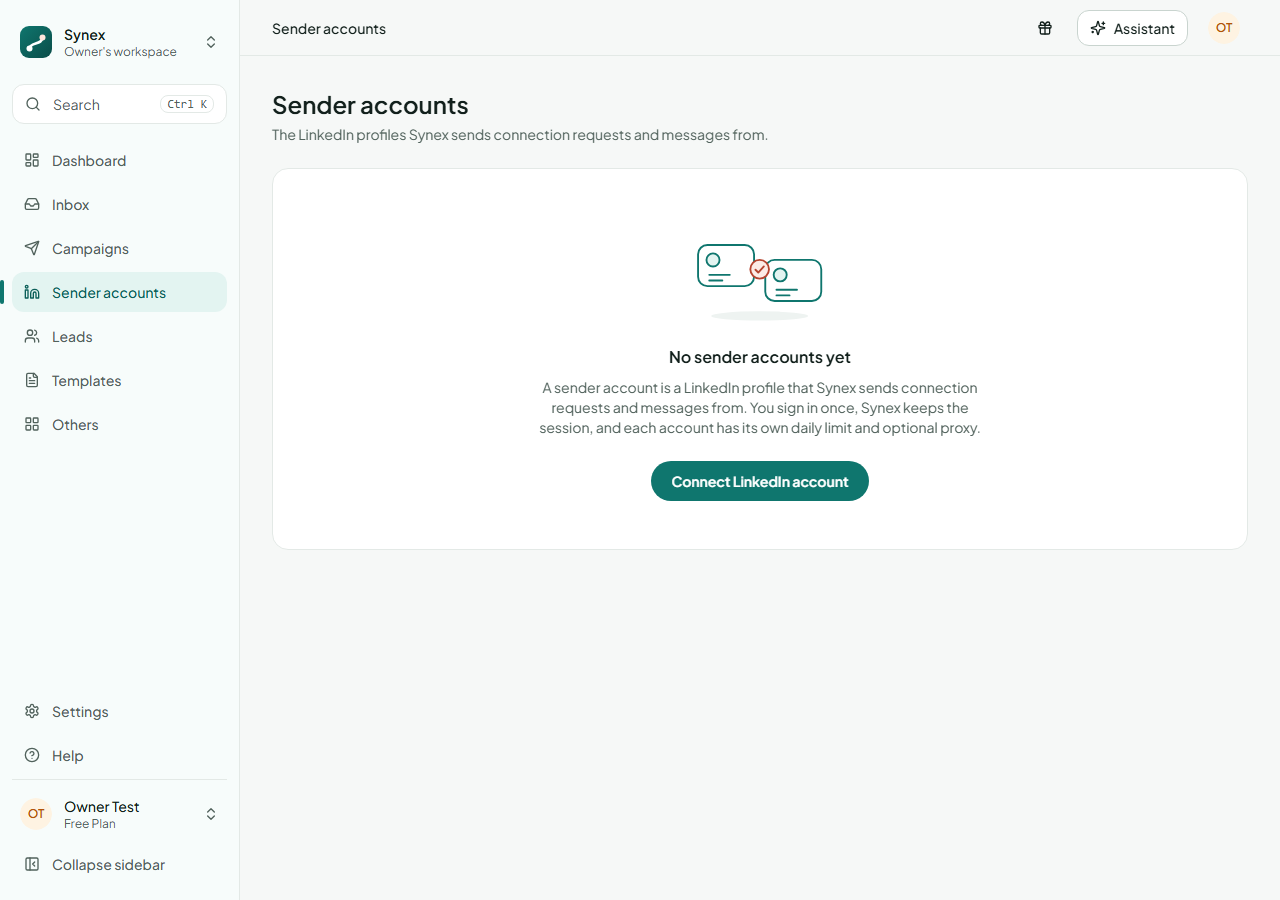 Synex
Owner's workspace
Search
Ctrl K
Dashboard
Inbox
Campaigns
Sender accounts
Leads
Templates
Others
Settings
Help
OT
Owner Test
Free Plan
Collapse sidebar
Sender accounts
Assistant
OT
Sender accounts
The LinkedIn profiles Synex sends connection requests and messages from.
No sender accounts yet
A sender account is a LinkedIn profile that Synex sends connection
requests and messages from. You sign in once, Synex keeps the
session, and each account has its own daily limit and optional proxy.
Connect LinkedIn account